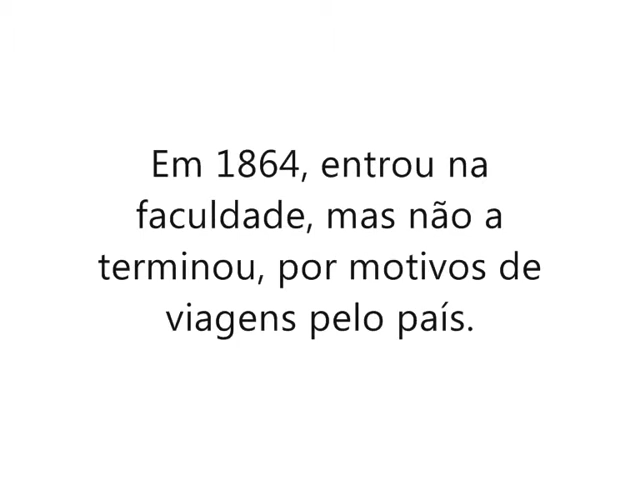 Em 1864, entrou na
faculdade, mas não a
terminou, por motivos de
viagens pelo país.